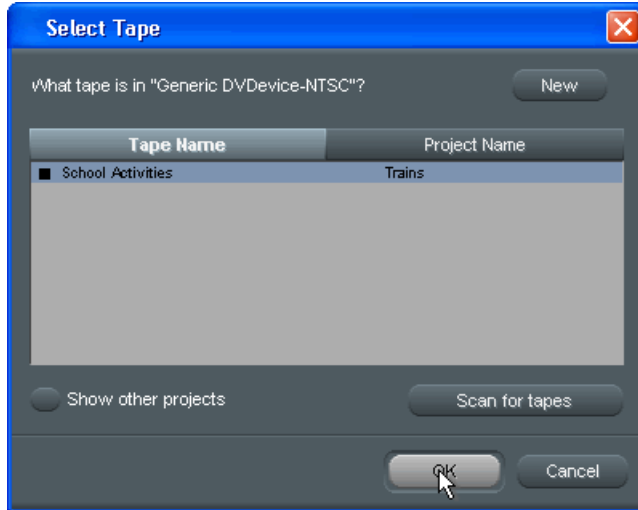 Select Tape
What tape is in "Generic DVDevice-NTSC"?
New
Tape Name Project Name
School Activities Trains
Show other projects
Scan for tapes
OK
Cancel